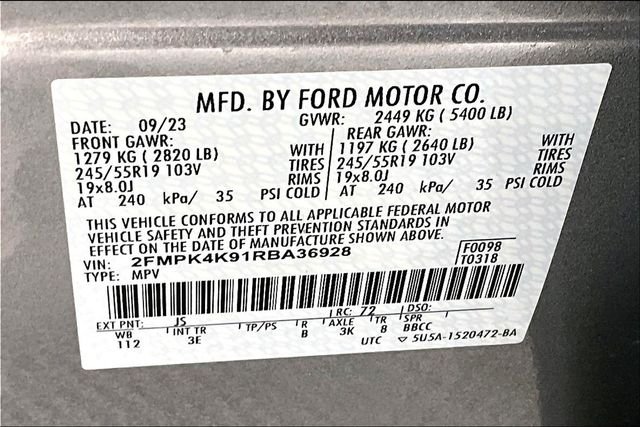 MFD. BY FORD MOTOR CO.
DATE: 09/23 GVWR: 2449 KG ( 5400 LB)
FRONT GAWR: REAR GAWR:
1279 KG ( 2820 LB) WITH 1197 KG ( 2640 LB) WITH
245/55R19 103V TIRES 245/55R19 103V TIRES
19x8.0J RIMS 19x8.0J RIMS
AT 240 kPa/ 35 PSI COLD AT 240 kPa/ 35 PSI COLD
THIS VEHICLE CONFORMS TO ALL APPLICABLE FEDERAL MOTOR
VEHICLE SAFETY AND THEFT PREVENTION STANDARDS IN
EFFECT ON THE DATE OF MANUFACTURE SHOWN ABOVE.
VIN: 2FMPK4K91RBA36928 F0098
TYPE: MPV T0318
EXT PNT: JS RC: 72 DSO:
WB INT TR TP/PS R AXLE TR SPR
112 3E B 3K 8 BBCC
UTC 5U5A-1520472-BA